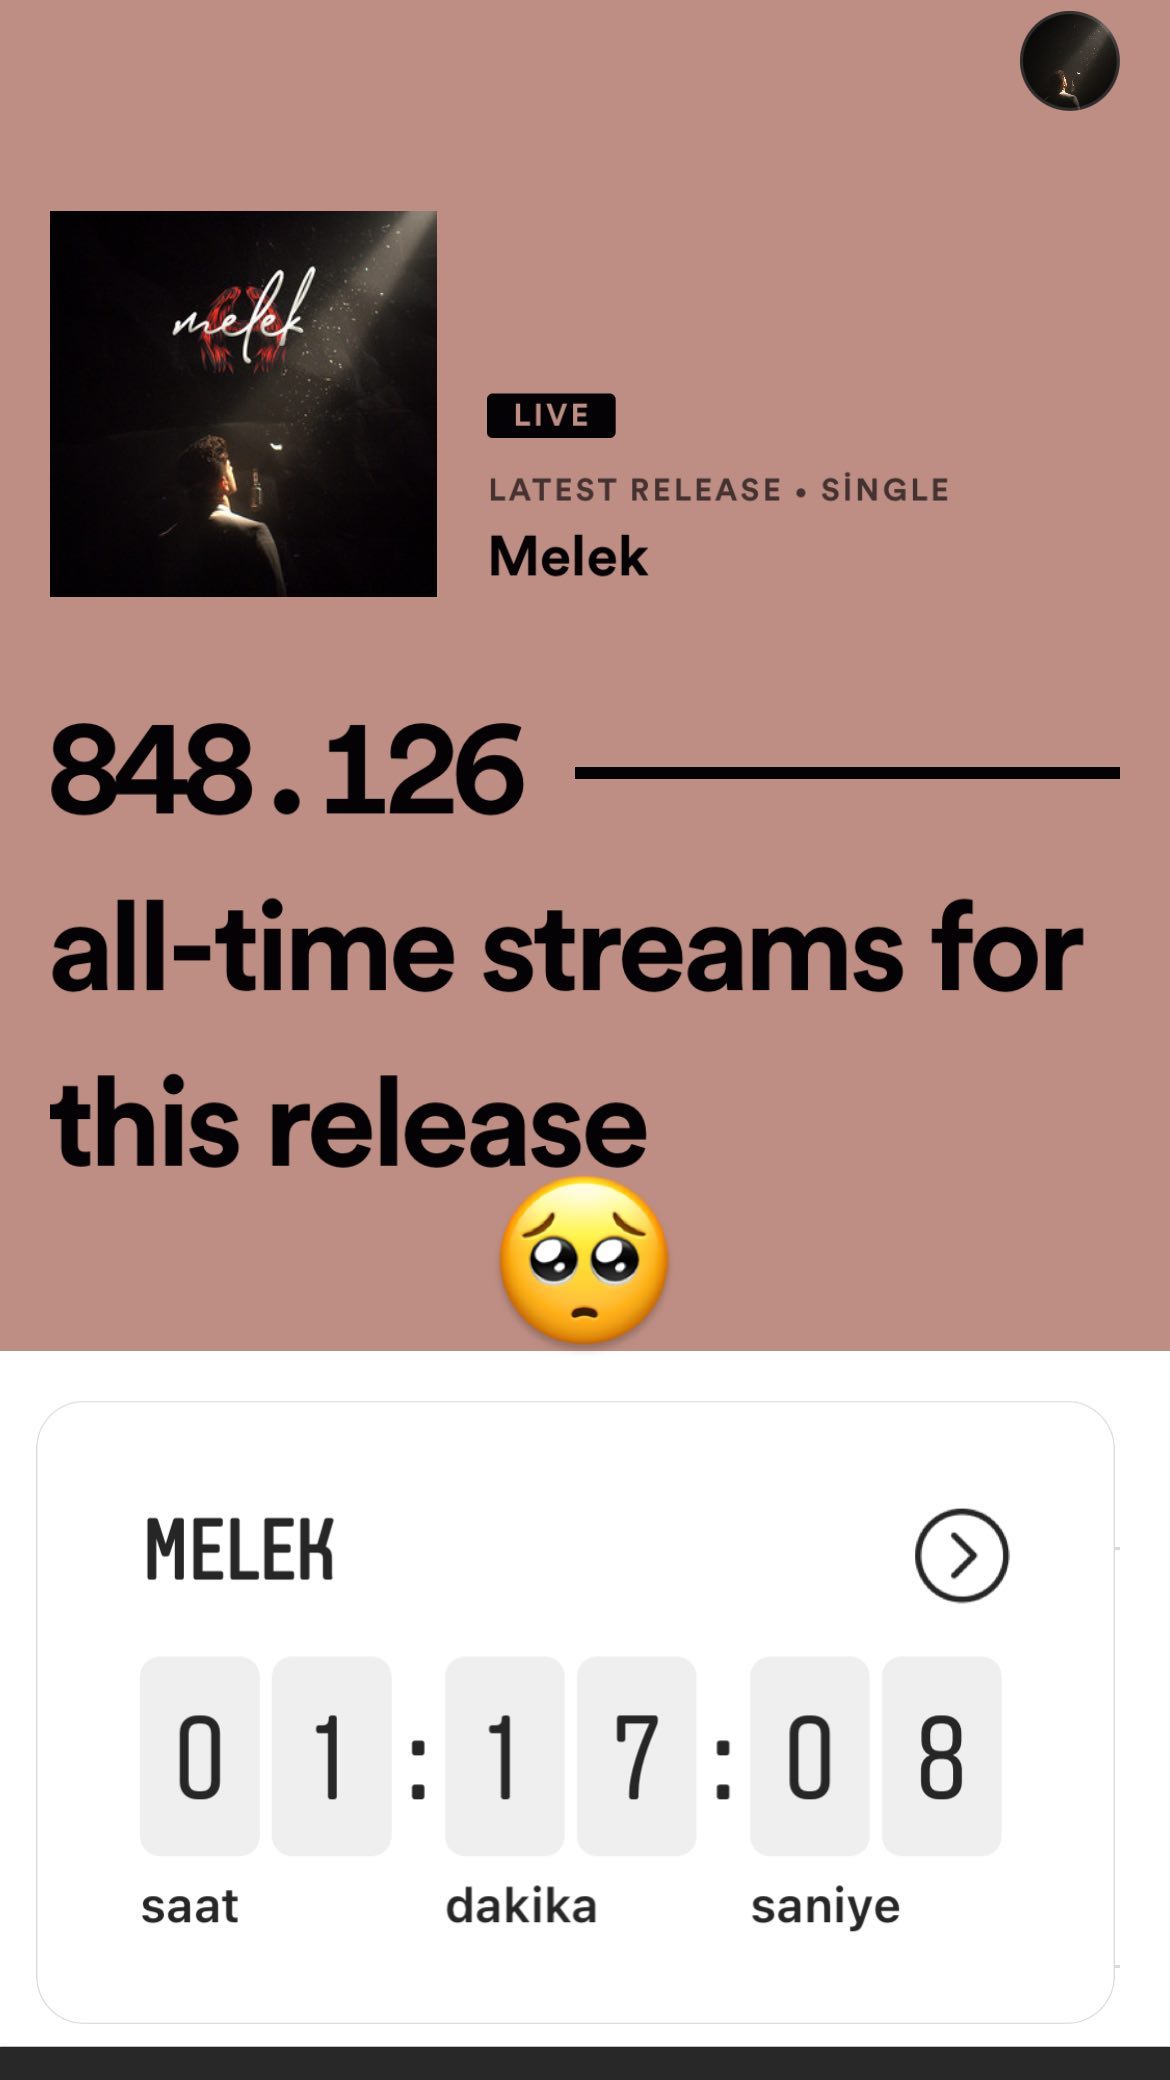 melek
LIVE
LATEST RELEASE • SİNGLE
Melek
848.126
all-time streams for
this release
MELEK
01:17:08
saat dakika saniye